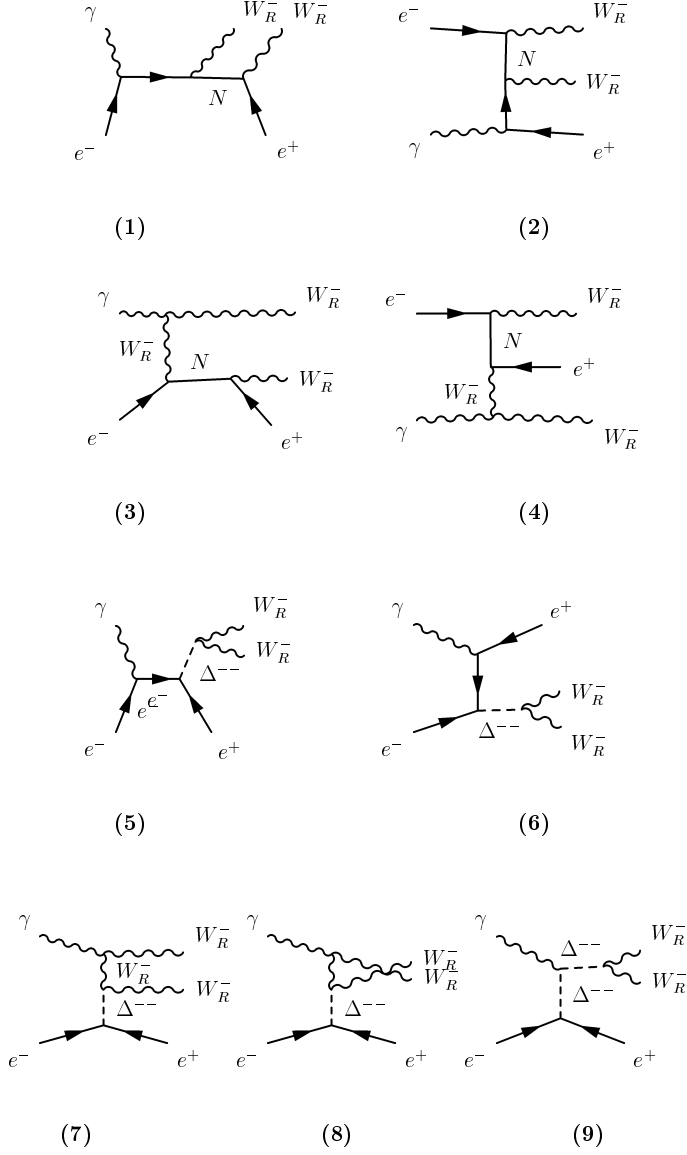 γ W_R^- W_R^- e^- W_R^-
N N W_R^-
e^- e^+ γ e^+
(1) (2)
γ W_R^- e^- W_R^-
W_R^- N W_R^- N e^+ W_R^-
e^- e^+ γ W_R^-
(3) (4)
γ W_R^- W_R^- Δ^{--} γ e^+
e^- e^- e^- e^+ e^- Δ^{--} W_R^- W_R^-
(5) (6)
γ W_R^- γ W_R^- γ Δ^{--} W_R^-
W_R^- W_R^- W_R^- W_R^-
Δ^{--} Δ^{--} Δ^{--}
e^- e^+ e^- e^+ e^- e^+
(7) (8) (9)